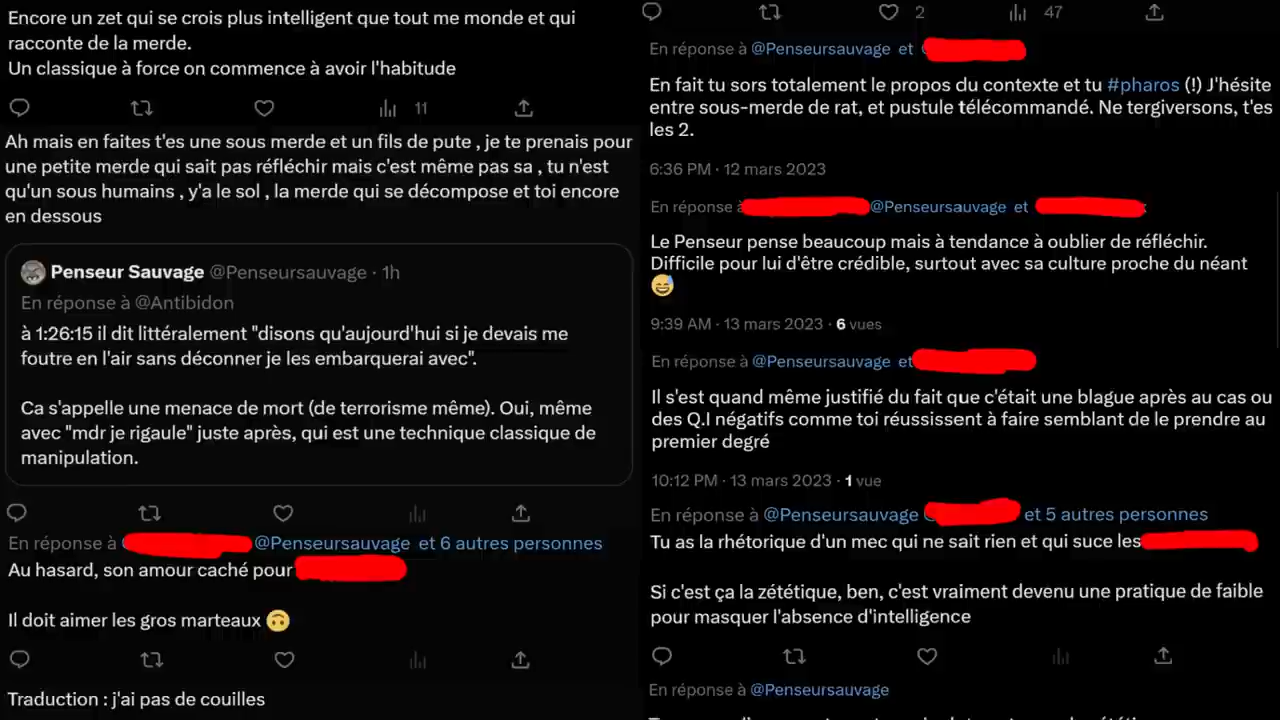 Encore un zet qui se crois plus intelligent que tout me monde et qui
racconte de la merde.
Un classique à force on commence à avoir l'habitude
11
Ah mais en faites t'es une sous merde et un fils de pute , je te prenais pour
une petite merde qui sait pas réfléchir mais c'est même pas sa , tu n'est
qu'un sous humains , y'a le sol , la merde qui se décompose et toi encore
en dessous
Penseur Sauvage @Penseursauvage · 1h
En réponse à @Antibidon
à 1:26:15 il dit littéralement "disons qu'aujourd'hui si je devais me
foutre en l'air sans déconner je les embarquerai avec".
Ca s'appelle une menace de mort (de terrorisme même). Oui, même
avec "mdr je rigaule" juste après, qui est une technique classique de
manipulation.
En réponse à @Penseursauvage et 6 autres personnes
Au hasard, son amour caché pour
Il doit aimer les gros marteaux 🙃
Traduction : j'ai pas de couilles
2 47
En réponse à @Penseursauvage et
En fait tu sors totalement le propos du contexte et tu #pharos (!) J'hésite
entre sous-merde de rat, et pustule télécommandé. Ne tergiversons, t'es
les 2.
6:36 PM · 12 mars 2023
En réponse à @Penseursauvage et
Le Penseur pense beaucoup mais à tendance à oublier de réfléchir.
Difficile pour lui d'être crédible, surtout avec sa culture proche du néant
😅
9:39 AM · 13 mars 2023 · 6 vues
En réponse à @Penseursauvage et
Il s'est quand même justifié du fait que c'était une blague après au cas ou
des Q.I négatifs comme toi réussissent à faire semblant de le prendre au
premier degré
10:12 PM · 13 mars 2023 · 1 vue
En réponse à @Penseursauvage et 5 autres personnes
Tu as la rhétorique d'un mec qui ne sait rien et qui suce les
Si c'est ça la zététique, ben, c'est vraiment devenu une pratique de faible
pour masquer l'absence d'intelligence
En réponse à @Penseursauvage